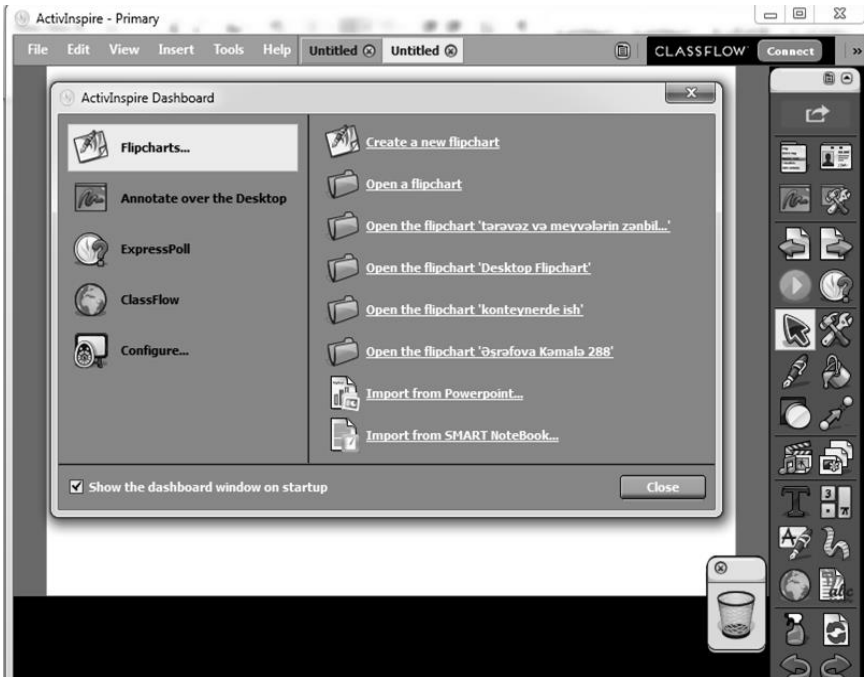 ActivInspire - Primary
File Edit View Insert Tools Help Untitled Untitled CLASSFLOW Connect »
ActivInspire Dashboard
Flipcharts...
Annotate over the Desktop
ExpressPoll
ClassFlow
Configure...
Create a new flipchart
Open a flipchart
Open the flipchart 'tərəvəz və meyvələrin zənbil...'
Open the flipchart 'Desktop Flipchart'
Open the flipchart 'konteynerde ish'
Open the flipchart 'Əşrəfova Kəmalə 288'
Import from Powerpoint...
Import from SMART NoteBook...
Show the dashboard window on startup
Close